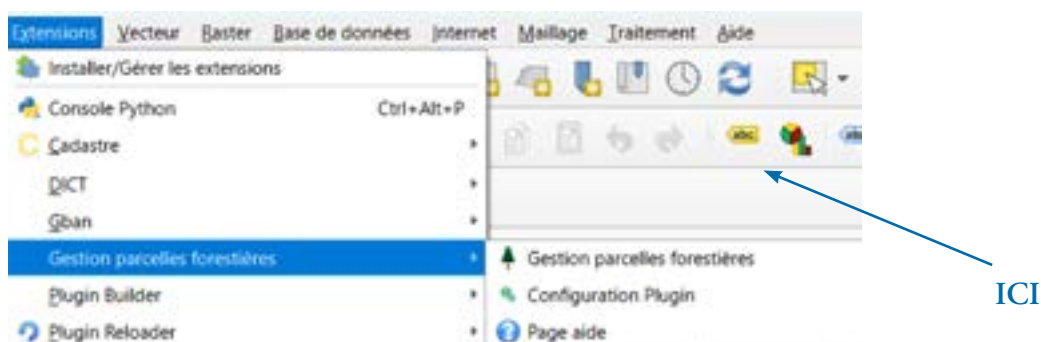 Extensions Vecteur Raster Base de données Internet Maillage Traitement Aide
Installer/Gérer les extensions
Console Python Ctrl+Alt+P
Cadastre
abc
DICT
Gban
Gestion parcelles forestières
Gestion parcelles forestières
Plugin Builder
Configuration Plugin
ICI
Plugin Reloader
Page aide